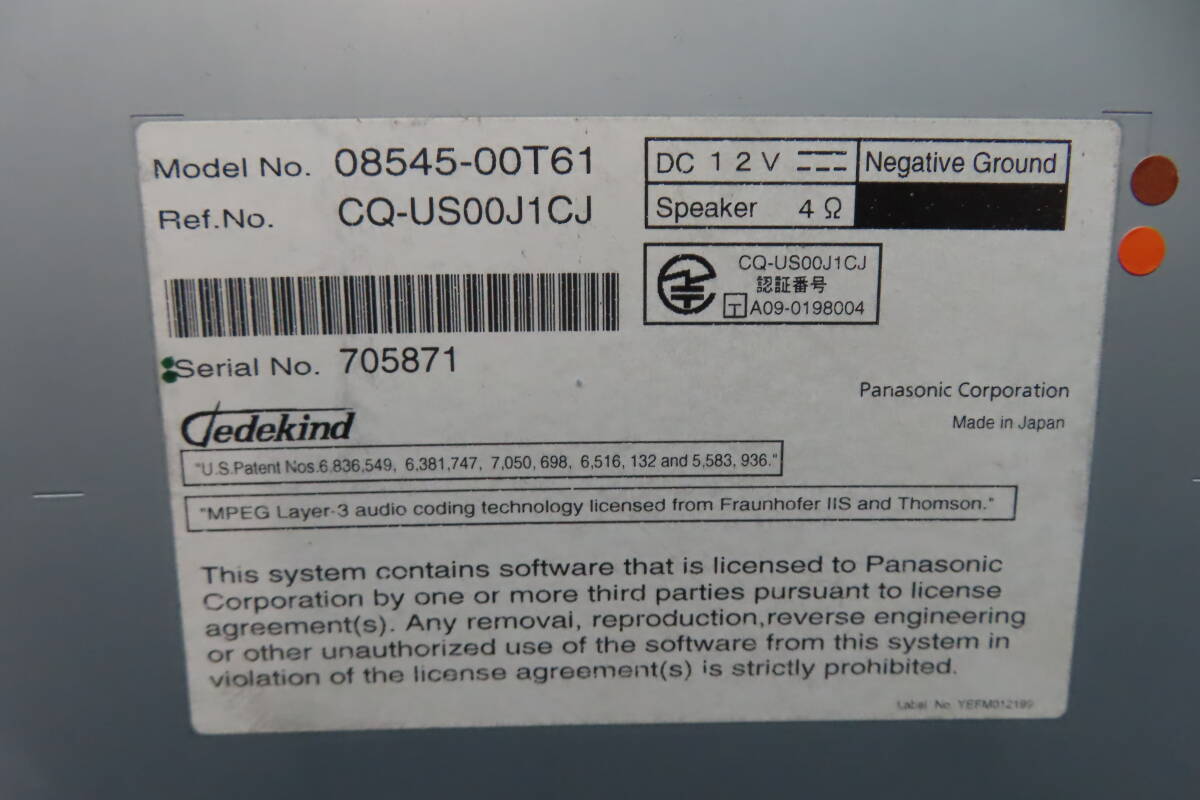 Model No. 08545-00T61
Ref.No. CQ-US00J1CJ
DC 12V Negative Ground
Speaker 4Ω
CQ-US00J1CJ
認証番号
T A09-0198004
Serial No. 705871
Panasonic Corporation
Made in Japan
Gedekind
"U.S.Patent Nos.6,836,549, 6,381,747, 7,050, 698, 6,516, 132 and 5,583, 936."
"MPEG Layer-3 audio coding technology licensed from Fraunhofer IIS and Thomson."
This system contains software that is licensed to Panasonic
Corporation by one or more third parties pursuant to license
agreement(s). Any removal, reproduction,reverse engineering
or other unauthorized use of the software from this system in
violation of the license agreement(s) is strictly prohibited.
Label No. YEFM012199